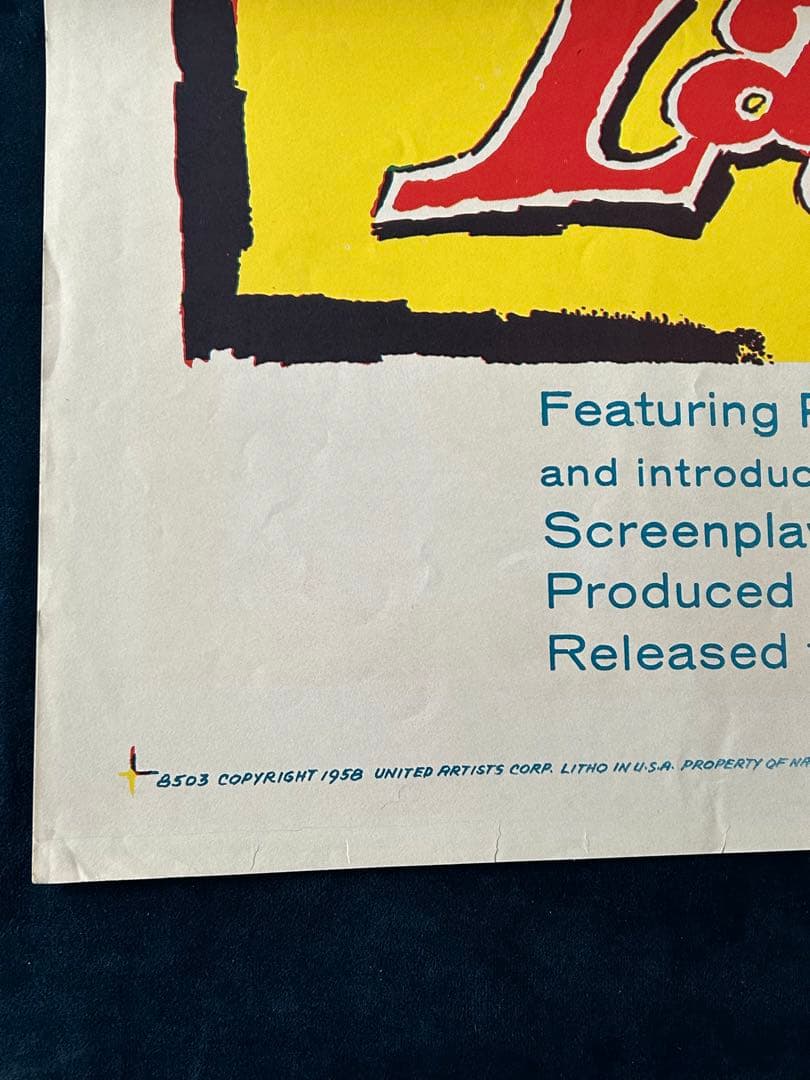 Featuring
and introduc
Screenpla
Produced
Released
8503 COPYRIGHT 1958 UNITED ARTISTS CORP. LITHO IN U.S.A. PROPERTY OF NA